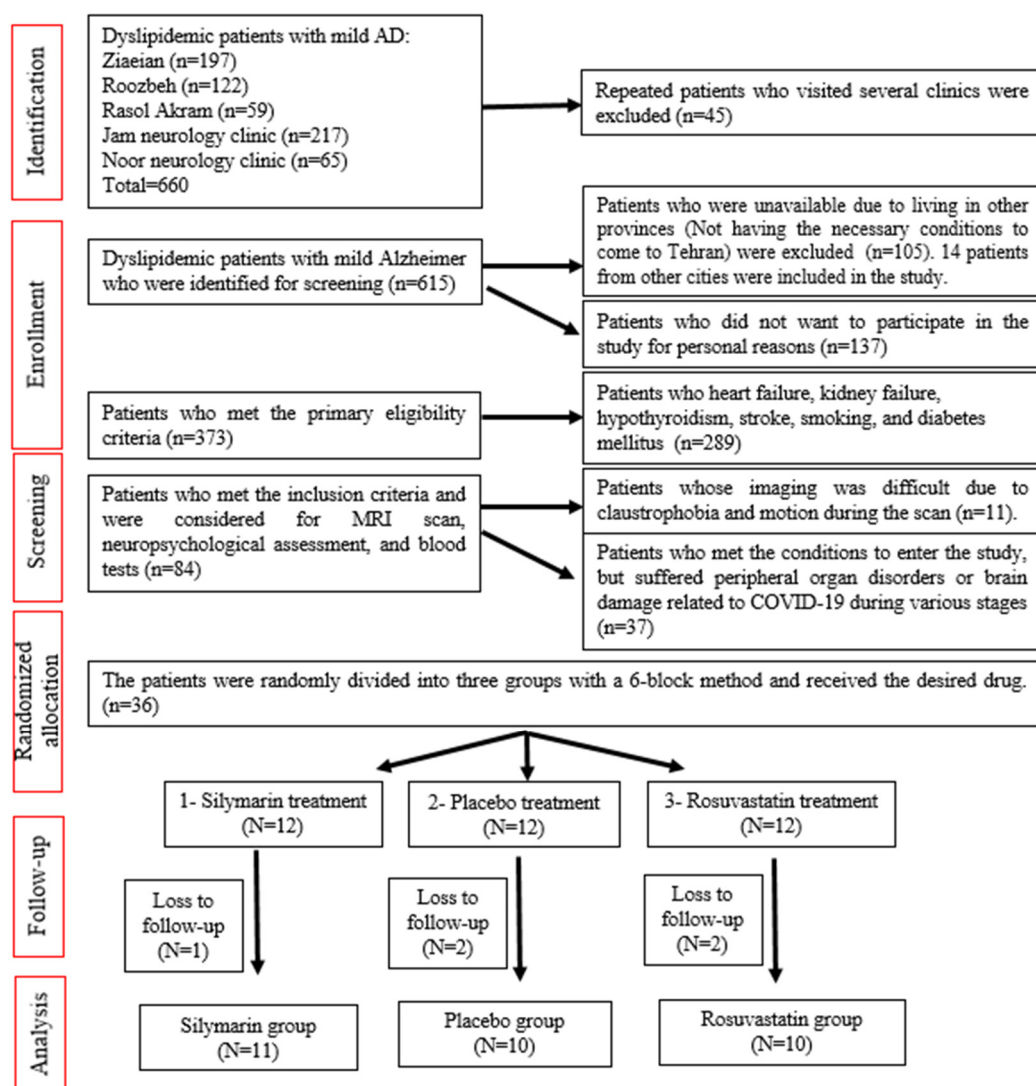 Identification
Dyslipidemic patients with mild AD:
Ziaeian (n=197)
Roozbeh (n=122)
Rasol Akram (n=59)
Jam neurology clinic (n=217)
Noor neurology clinic (n=65)
Total=660
Repeated patients who visited several clinics were
excluded (n=45)
Enrollment
Dyslipidemic patients with mild Alzheimer
who were identified for screening (n=615)
Patients who were unavailable due to living in other
provinces (Not having the necessary conditions to
come to Tehran) were excluded (n=105). 14 patients
from other cities were included in the study.
Patients who did not want to participate in the
study for personal reasons (n=137)
Patients who met the primary eligibility
criteria (n=373)
Patients who heart failure, kidney failure,
hypothyroidism, stroke, smoking, and diabetes
mellitus (n=289)
Screening
Patients who met the inclusion criteria and
were considered for MRI scan,
neuropsychological assessment, and blood
tests (n=84)
Patients whose imaging was difficult due to
claustrophobia and motion during the scan (n=11).
Patients who met the conditions to enter the study,
but suffered peripheral organ disorders or brain
damage related to COVID-19 during various stages
(n=37)
Randomized
allocation
The patients were randomly divided into three groups with a 6-block method and received the desired drug.
(n=36)
1- Silymarin treatment
(N=12)
2- Placebo treatment
(N=12)
3- Rosuvastatin treatment
(N=12)
Follow-up
Loss to
follow-up
(N=1)
Loss to
follow-up
(N=2)
Loss to
follow-up
(N=2)
Analysis
Silymarin group
(N=11)
Placebo group
(N=10)
Rosuvastatin group
(N=10)